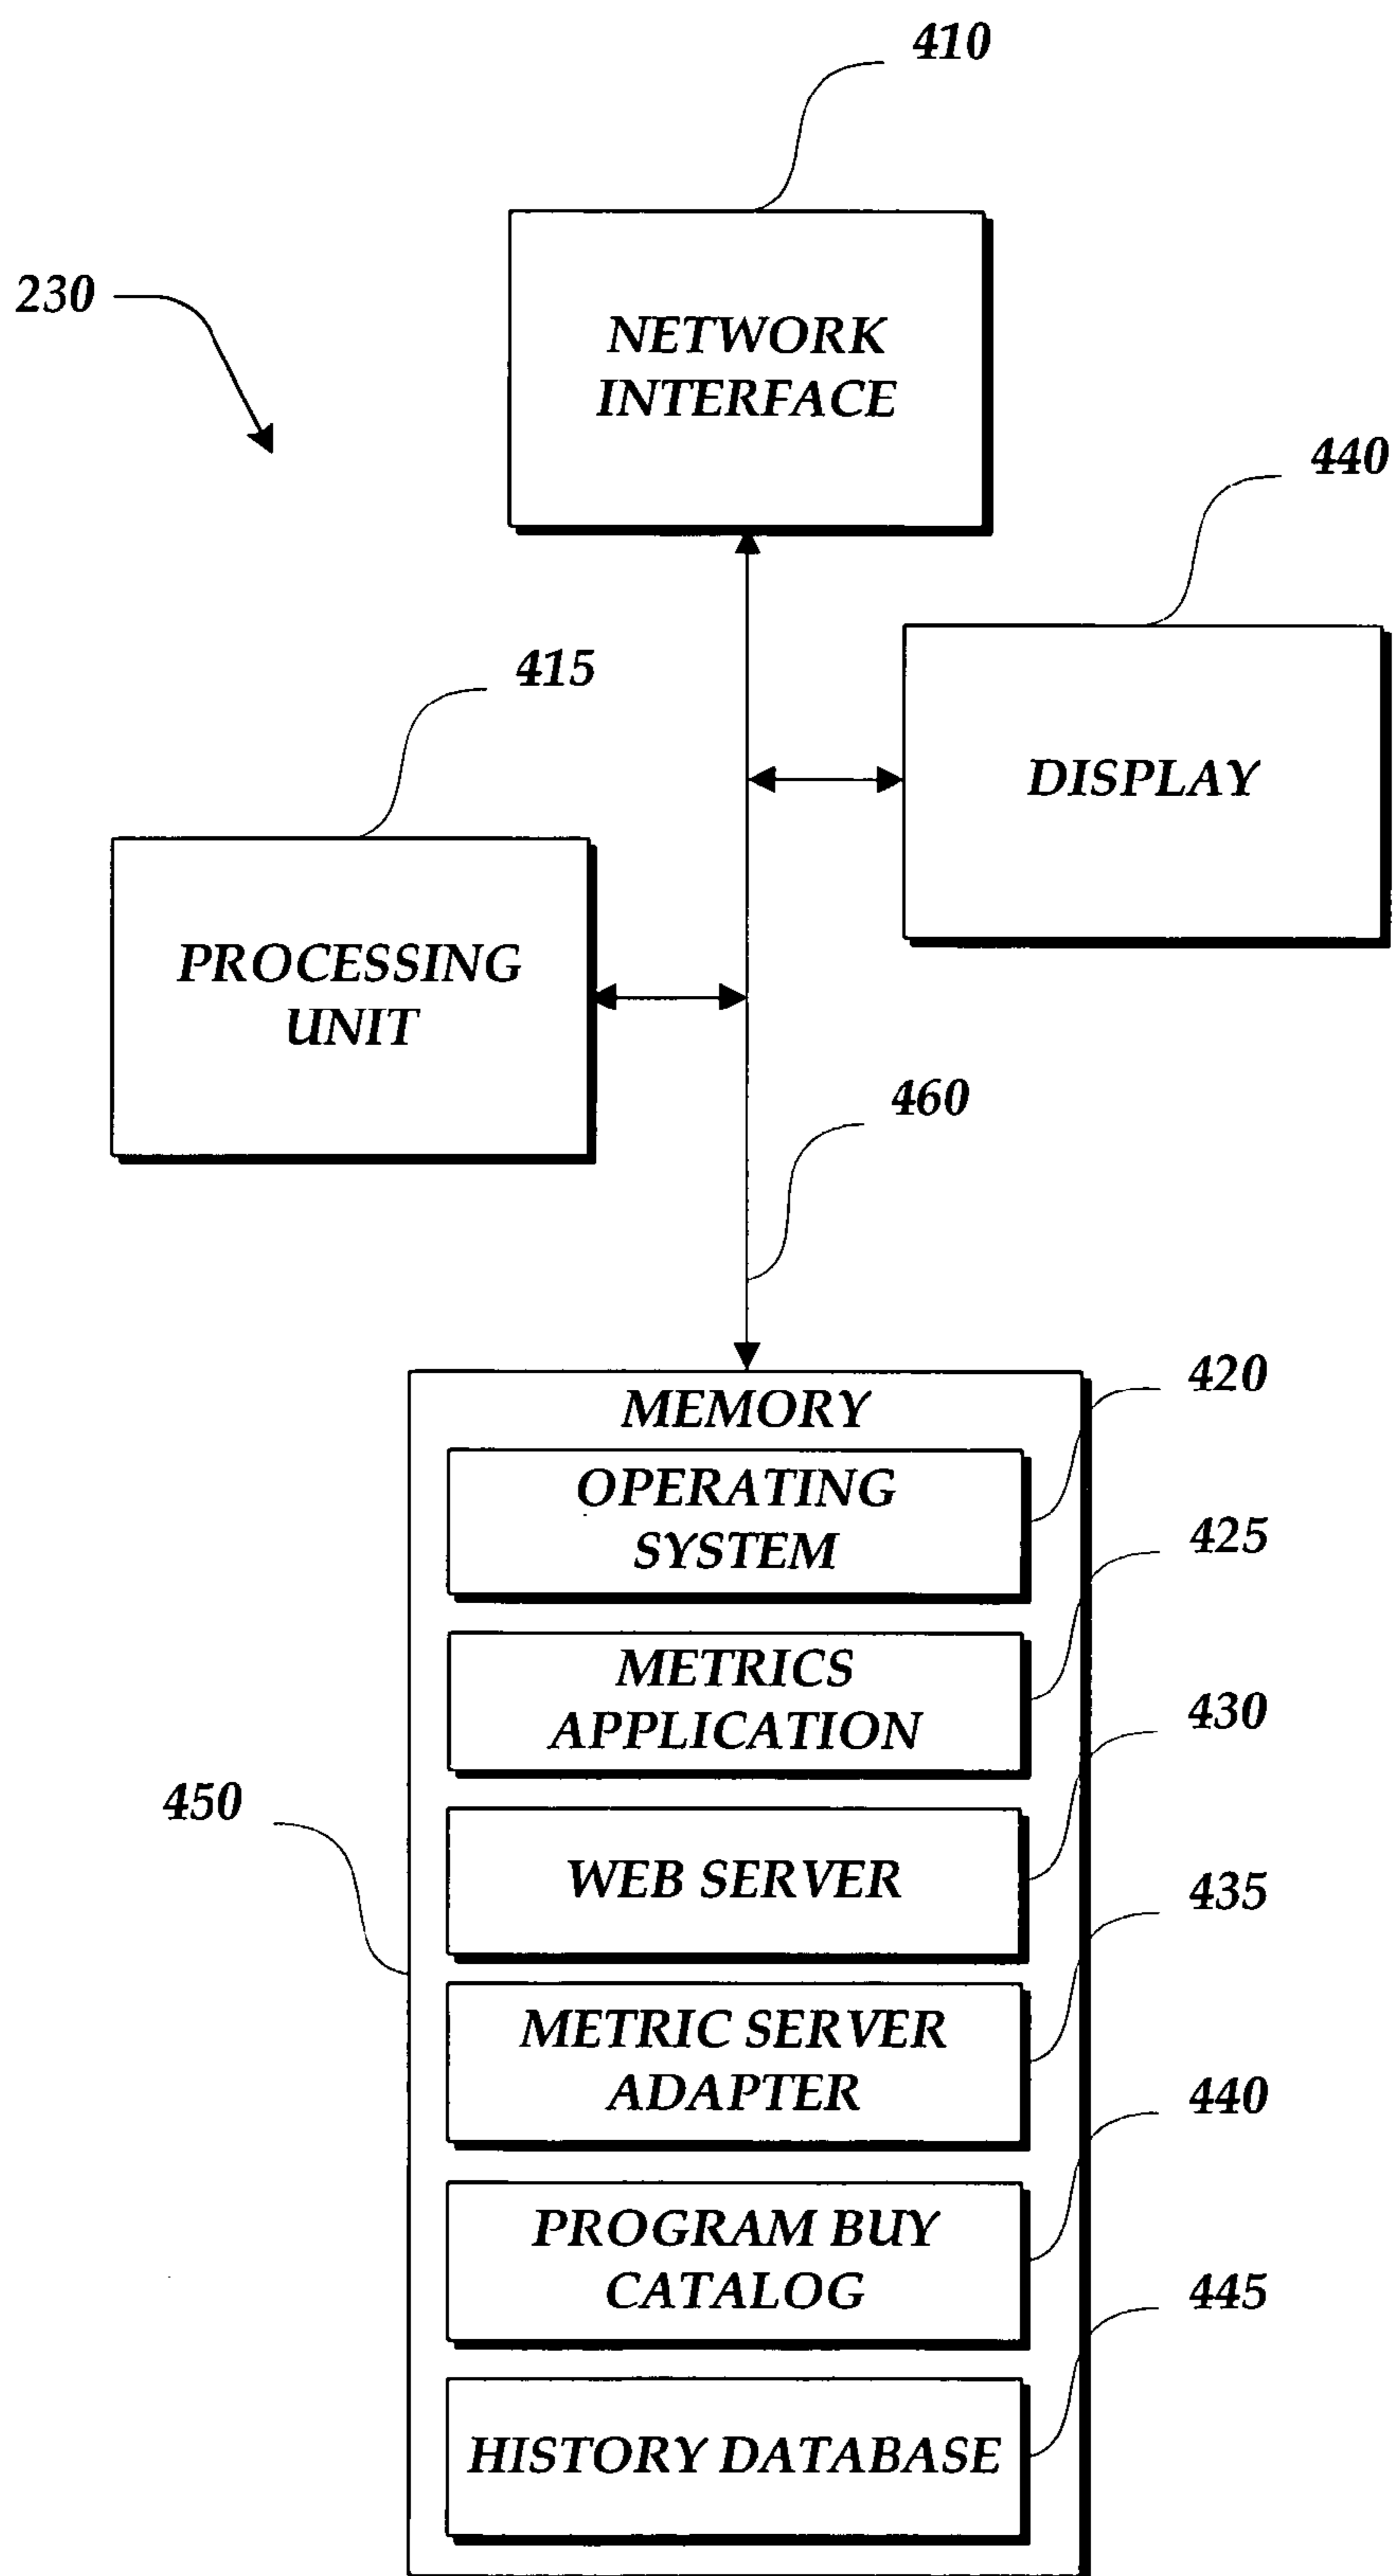 410
230
NETWORK
INTERFACE
440
415
DISPLAY
PROCESSING
UNIT
460
MEMORY
420
OPERATING
SYSTEM
425
METRICS
APPLICATION
430
450
WEB SERVER
435
METRIC SERVER
ADAPTER
440
PROGRAM BUY
CATALOG
445
HISTORY DATABASE